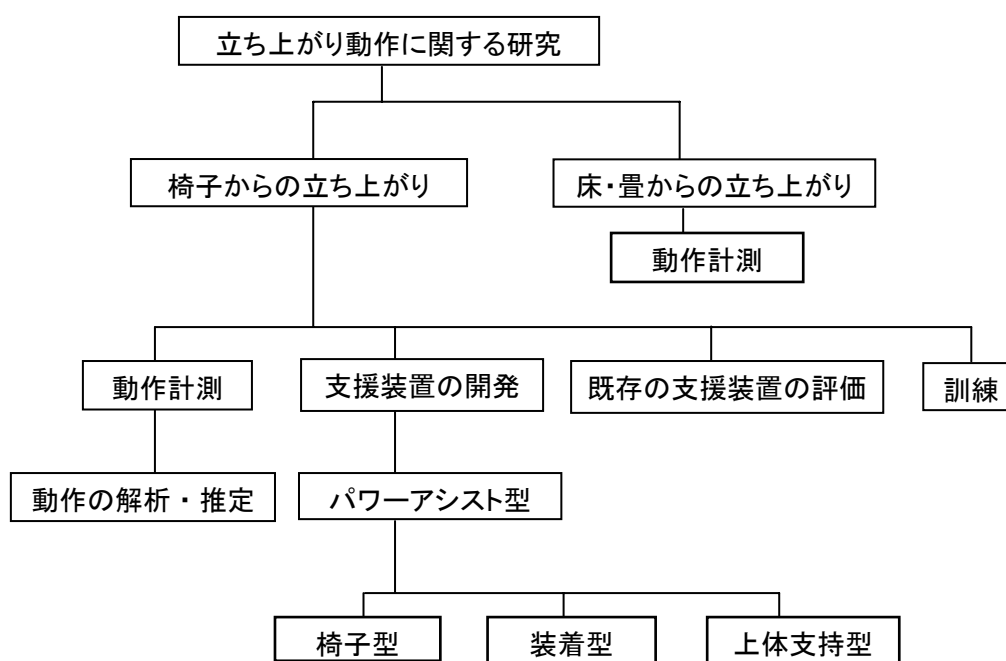 立ち上がり動作に関する研究
椅子からの立ち上がり
床・畳からの立ち上がり
動作計測
動作計測
支援装置の開発
既存の支援装置の評価
訓練
動作の解析・推定
パワーアシスト型
椅子型
装着型
上体支持型